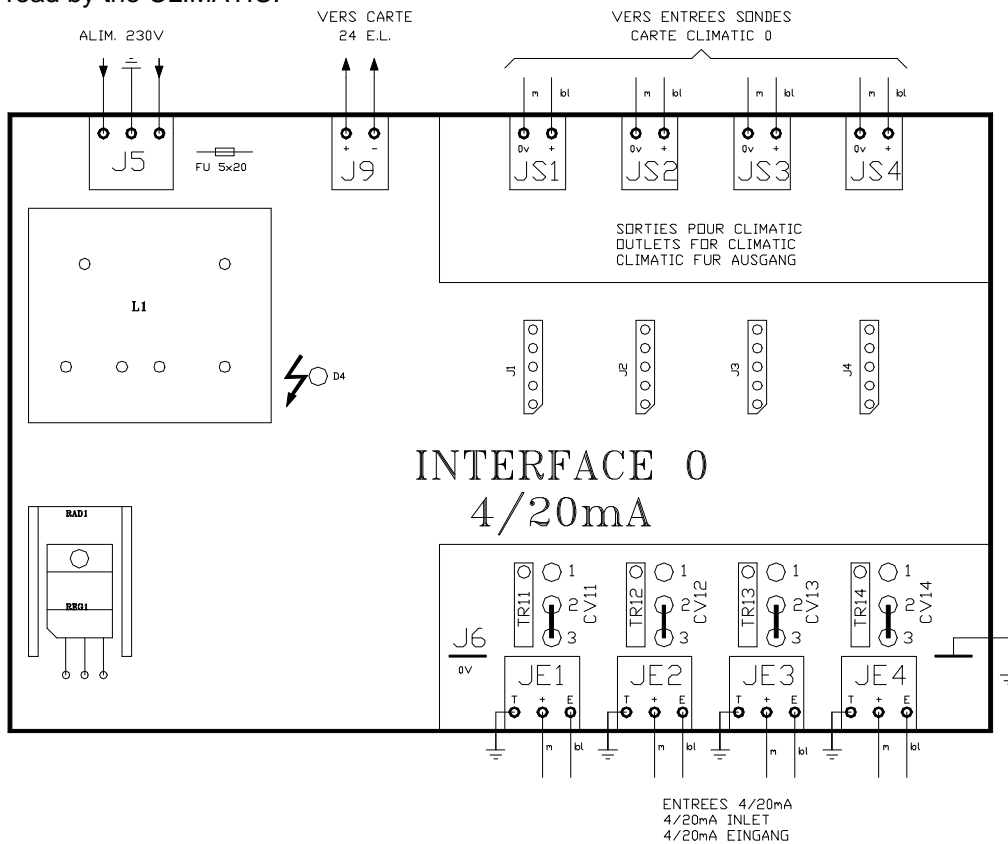 read by the CLIMATIC.
ALIM. 230V
VERS CARTE
24 E.L.
VERS ENTREES SONDES
CARTE CLIMATIC 0
m bl m bl m bl m bl
0v + 0v + 0v + 0v +
J5
FU 5x20
+ -
J9
JS1 JS2 JS3 JS4
SORTIES POUR CLIMATIC
OUTLETS FOR CLIMATIC
CLIMATIC FUR AUSGANG
L1
D4
J1 J2 J3 J4
INTERFACE 0
4/20mA
RAD1
REG1
TR11 1 2 3 CV11
TR12 1 2 3 CV12
TR13 1 2 3 CV13
TR14 1 2 3 CV14
J6
0V
JE1 JE2 JE3 JE4
T + E T + E T + E T + E
m bl m bl m bl m bl
ENTREES 4/20mA
4/20mA INLET
4/20mA EINGANG